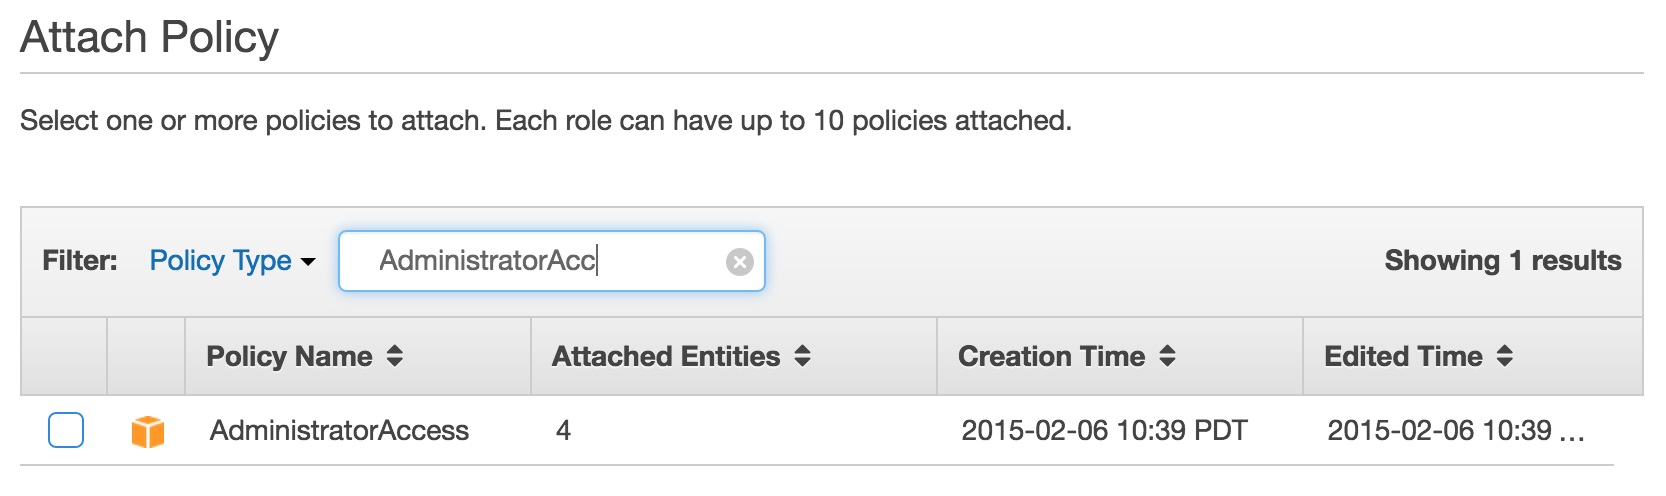 Attach Policy
Select one or more policies to attach. Each role can have up to 10 policies attached.
Filter: Policy Type AdministratorAcc Showing 1 results
Policy Name Attached Entities Creation Time Edited Time
AdministratorAccess 4 2015-02-06 10:39 PDT 2015-02-06 10:39 ...